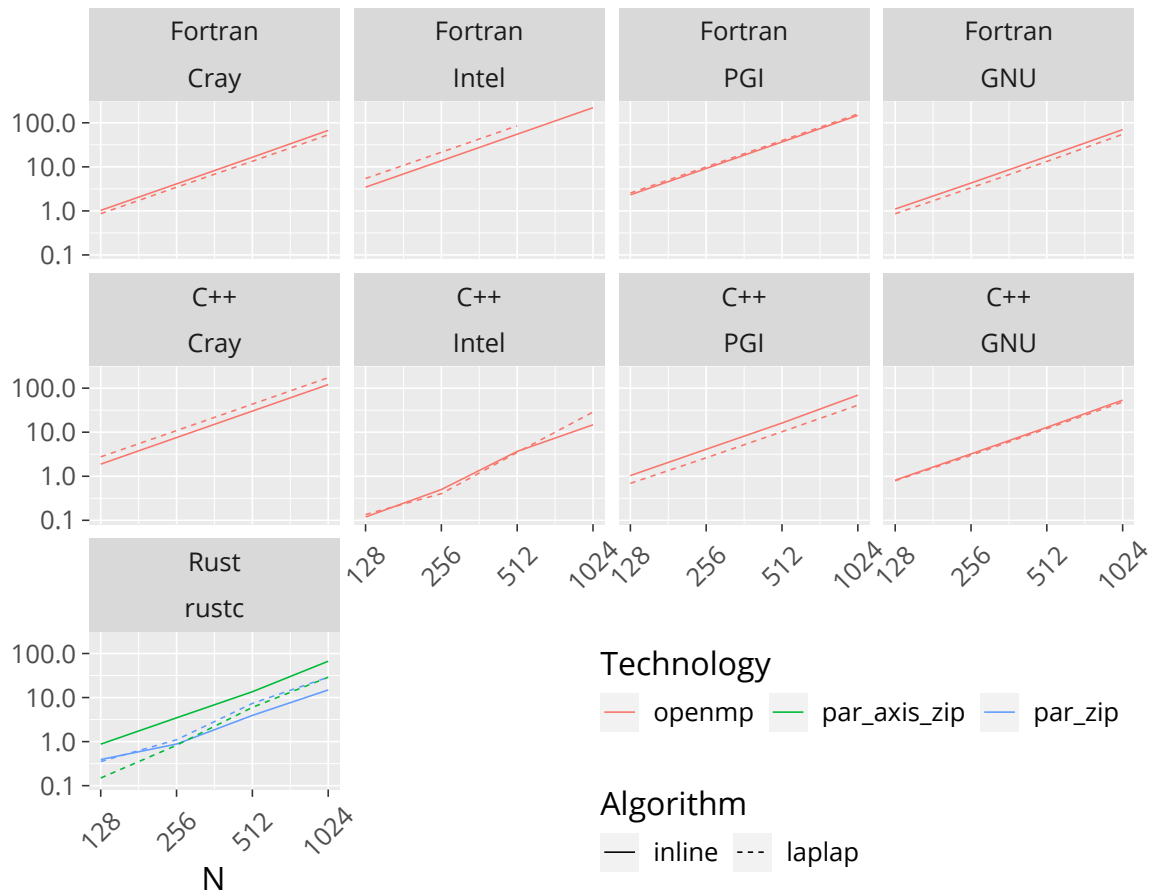 Fortran Fortran Fortran Fortran
Cray Intel PGI GNU
100.0
10.0
1.0
0.1
C++ C++ C++ C++
Cray Intel PGI GNU
100.0
10.0
1.0
0.1
128 256 512 1024 128 256 512 1024 128 256 512 1024
Rust
rustc
100.0
10.0
1.0
0.1
128 256 512 1024
N
Technology
openmp par_axis_zip par_zip
Algorithm
inline laplap